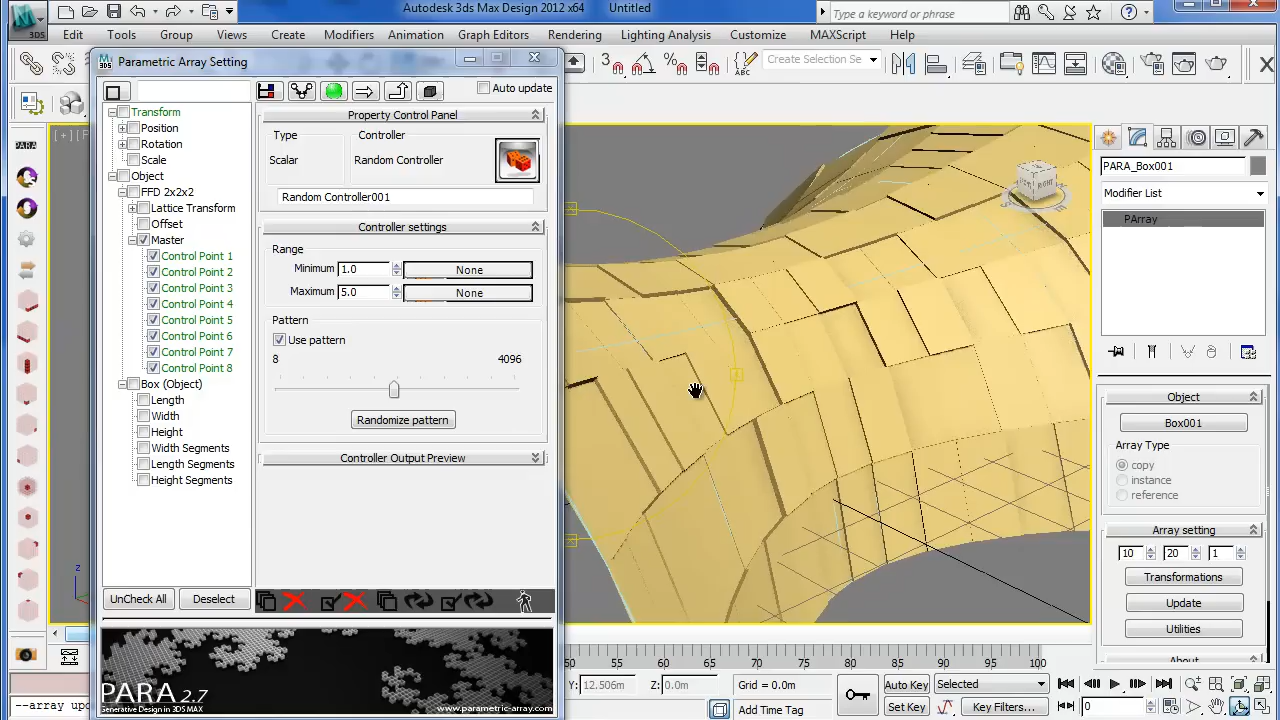 Autodesk 3ds Max Design 2012 x64 Untitled
Type a keyword or phrase
3DS
Edit Tools Group Views Create Modifiers Animation Graph Editors Rendering Lighting Analysis Customize MAXScript Help
Create Selection Se
PARA
Parametric Array Setting
Auto update
Transform
Position
Rotation
Scale
Object
FFD 2x2x2
Lattice Transform
Offset
Master
Control Point 1
Control Point 2
Control Point 3
Control Point 4
Control Point 5
Control Point 6
Control Point 7
Control Point 8
Box (Object)
Length
Width
Height
Width Segments
Length Segments
Height Segments
UnCheck All Deselect
Property Control Panel
Type Controller
Scalar Random Controller
Random Controller001
Controller settings
Range
Minimum 1.0 None
Maximum 5.0 None
Pattern
Use pattern
8 4096
Randomize pattern
Controller Output Preview
PARA 2.7
Generative Design in 3DS MAX
www.parametric-array.com
RIGHT
PARA_Box001
Modifier List
PArray
Object
Box001
Array Type
copy
instance
reference
Array setting
10 20 1
Transformations
Update
Utilities
About
50 55 60 65 70 75 80 85 90 95 100
Y: 12.506m Z: 0.0m Grid = 0.0m
Add Time Tag
Auto Key Selected
Set Key Key Filters...
0
--array up
z